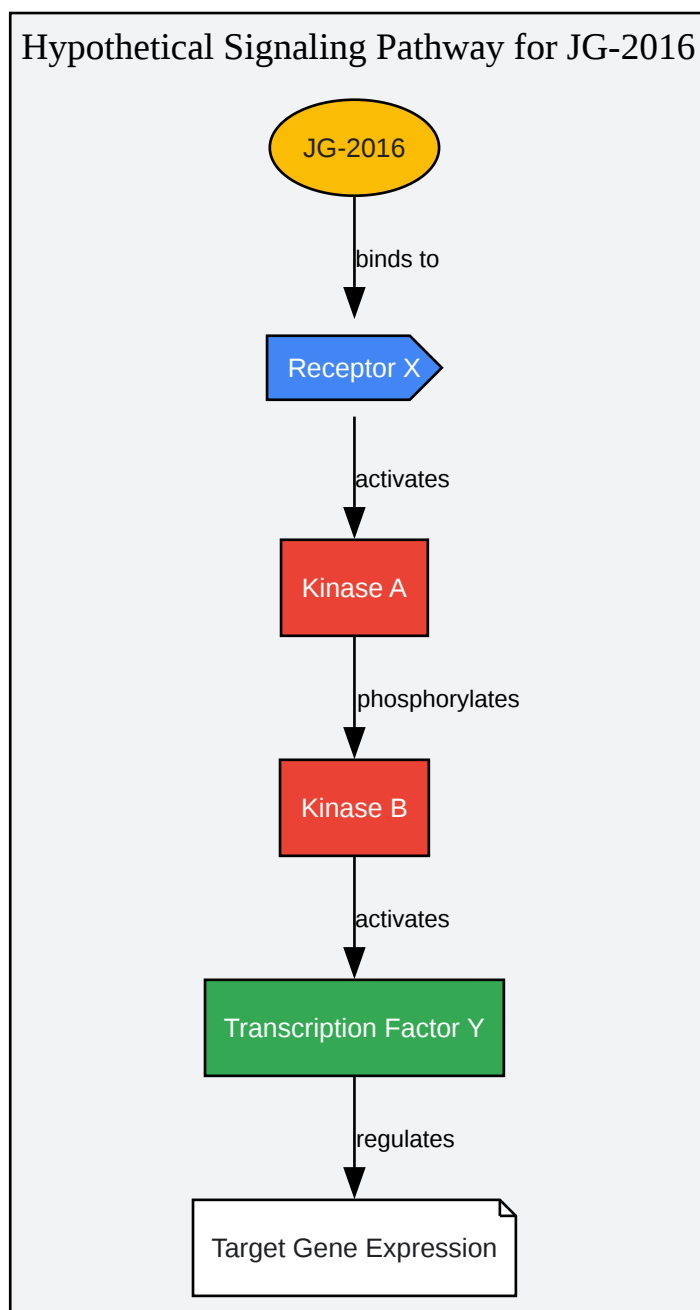 Hypothetical Signaling Pathway for JG-2016
JG-2016
binds to
Receptor X
activates
Kinase A
phosphorylates
Kinase B
activates
Transcription Factor Y
regulates
Target Gene Expression